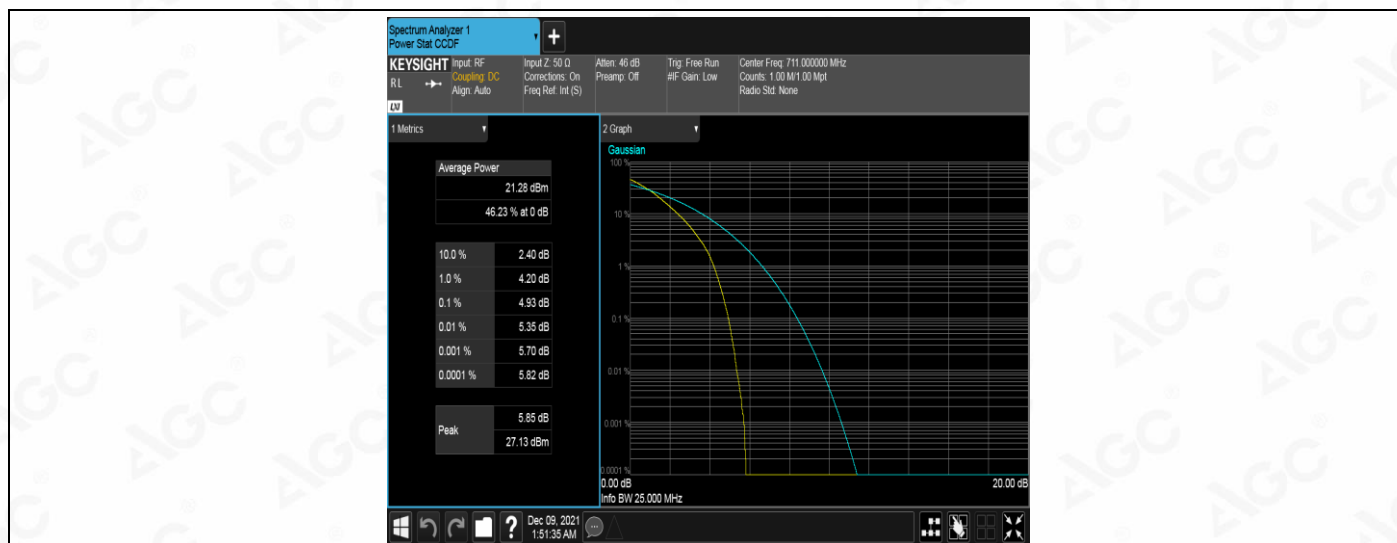 Spectrum Analyzer 1
Power Stat CCDF
+
KEYSIGHT
R L
LXI
Input: RF
Coupling: DC
Align: Auto
Input Z: 50 Ω
Corrections: On
Freq Ref: Int (S)
Atten: 46 dB
Preamp: Off
Trig: Free Run
#IF Gain: Low
Center Freq: 711.000000 MHz
Counts: 1.00 M/1.00 Mpt
Radio Std: None
1 Metrics
Average Power
21.28 dBm
46.23 % at 0 dB
10.0 % 2.40 dB
1.0 % 4.20 dB
0.1 % 4.93 dB
0.01 % 5.35 dB
0.001 % 5.70 dB
0.0001 % 5.82 dB
Peak
5.85 dB
27.13 dBm
2 Graph
Gaussian
100 %
10 %
1 %
0.1 %
0.01 %
0.001 %
0.0001 %
0.00 dB 20.00 dB
Info BW 25.000 MHz
?
Dec 09, 2021
1:51:35 AM
AGC